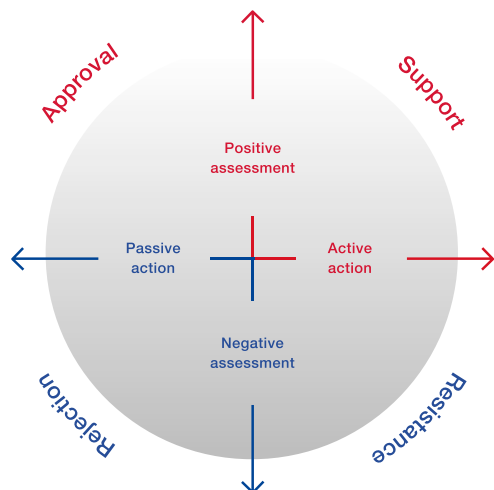 Approval
Support
Positive
assessment
Passive
action
Active
action
Negative
assessment
Rejection
Resistance